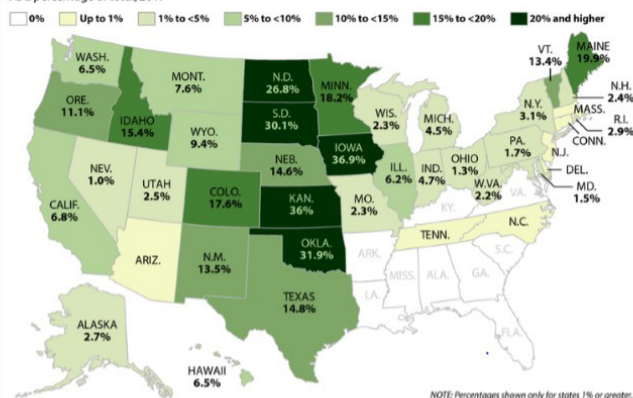 0%
Up to 1%
1% to <5%
5% to <10%
10% to <15%
15% to <20%
20% and higher
WASH.
6.5%
ORE.
11.1%
CALIF.
6.8%
NEV.
1.0%
IDAHO
15.4%
MONT.
7.6%
WYO.
9.4%
UTAH
2.5%
ARIZ.
COLO.
17.6%
N.M.
13.5%
N.D.
26.8%
S.D.
30.1%
NEB.
14.6%
KAN.
36%
OKLA.
31.9%
TEXAS
14.8%
MINN.
18.2%
IOWA
36.9%
MO.
2.3%
ARK.
LA.
WIS.
2.3%
ILL.
6.2%
MICH.
4.5%
IND.
4.7%
OHIO
1.3%
KY.
TENN.
MISS.
ALA.
GA.
FLA.
S.C.
N.C.
VA.
W.VA.
2.2%
PA.
1.7%
N.Y.
3.1%
VT.
13.4%
MAINE
19.9%
N.H.
2.4%
MASS.
R.I.
2.9%
CONN.
N.J.
DEL.
MD.
1.5%
ALASKA
2.7%
HAWAII
6.5%
NOTE: Percentages shown only for states 1% or greater.